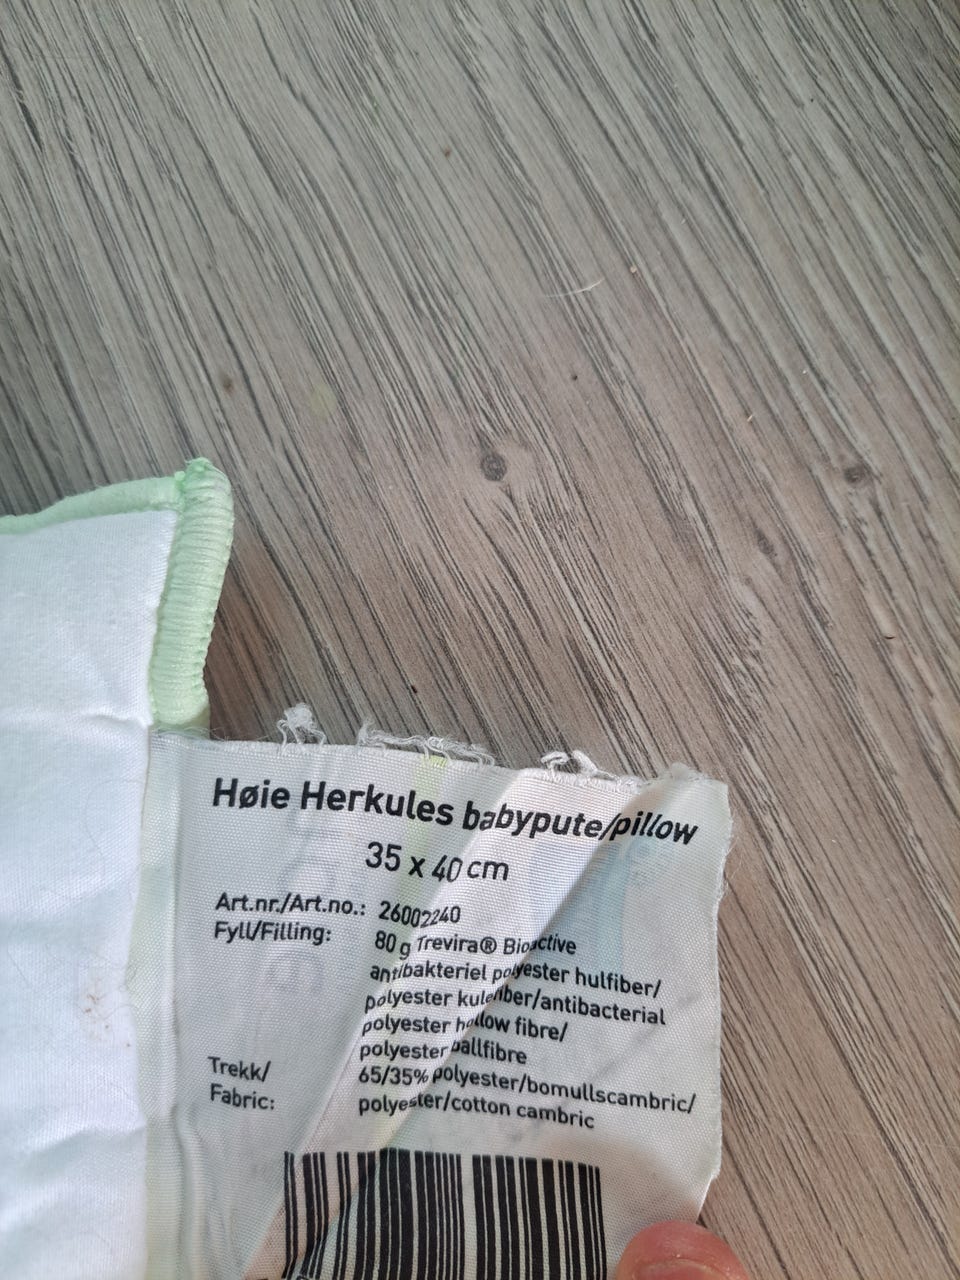 Høie Herkules babypute/pillow
35 x 40 cm
Art.nr./Art.no.: 26002240
Fyll/Filling: 80 g Trevira® Bioactive
antibakteriel polyester hulfiber/
polyester kulefiber/antibacterial
polyester hollow fibre/
polyester ballfibre
Trekk/ 65/35% polyester/bomullscambric/
Fabric: polyester/cotton cambric